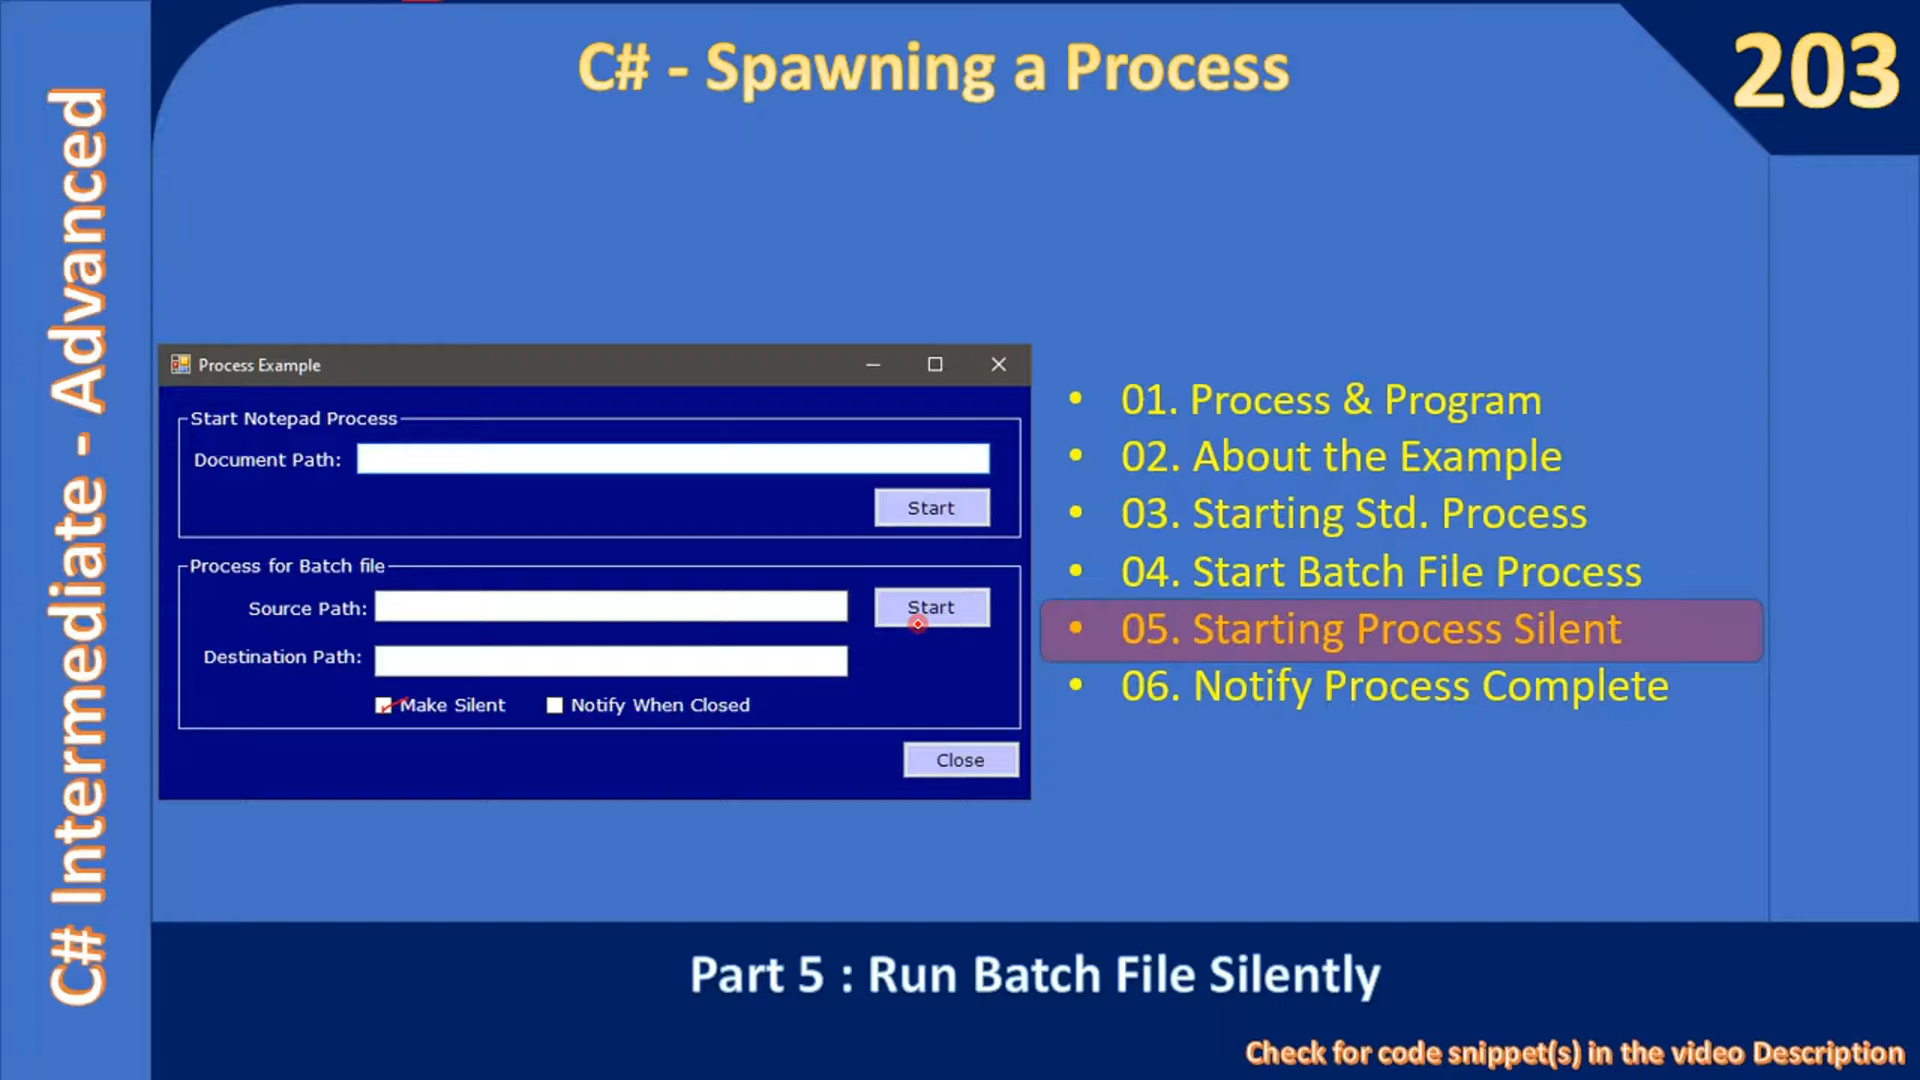 C# Intermediate - Advanced
C# - Spawning a Process
203
Process Example
Start Notepad Process
Document Path:
Start
Process for Batch file
Source Path:
Start
Destination Path:
Make Silent
Notify When Closed
Close
• 01. Process & Program
• 02. About the Example
• 03. Starting Std. Process
• 04. Start Batch File Process
• 05. Starting Process Silent
• 06. Notify Process Complete
Part 5 : Run Batch File Silently
Check for code snippet(s) in the video Description